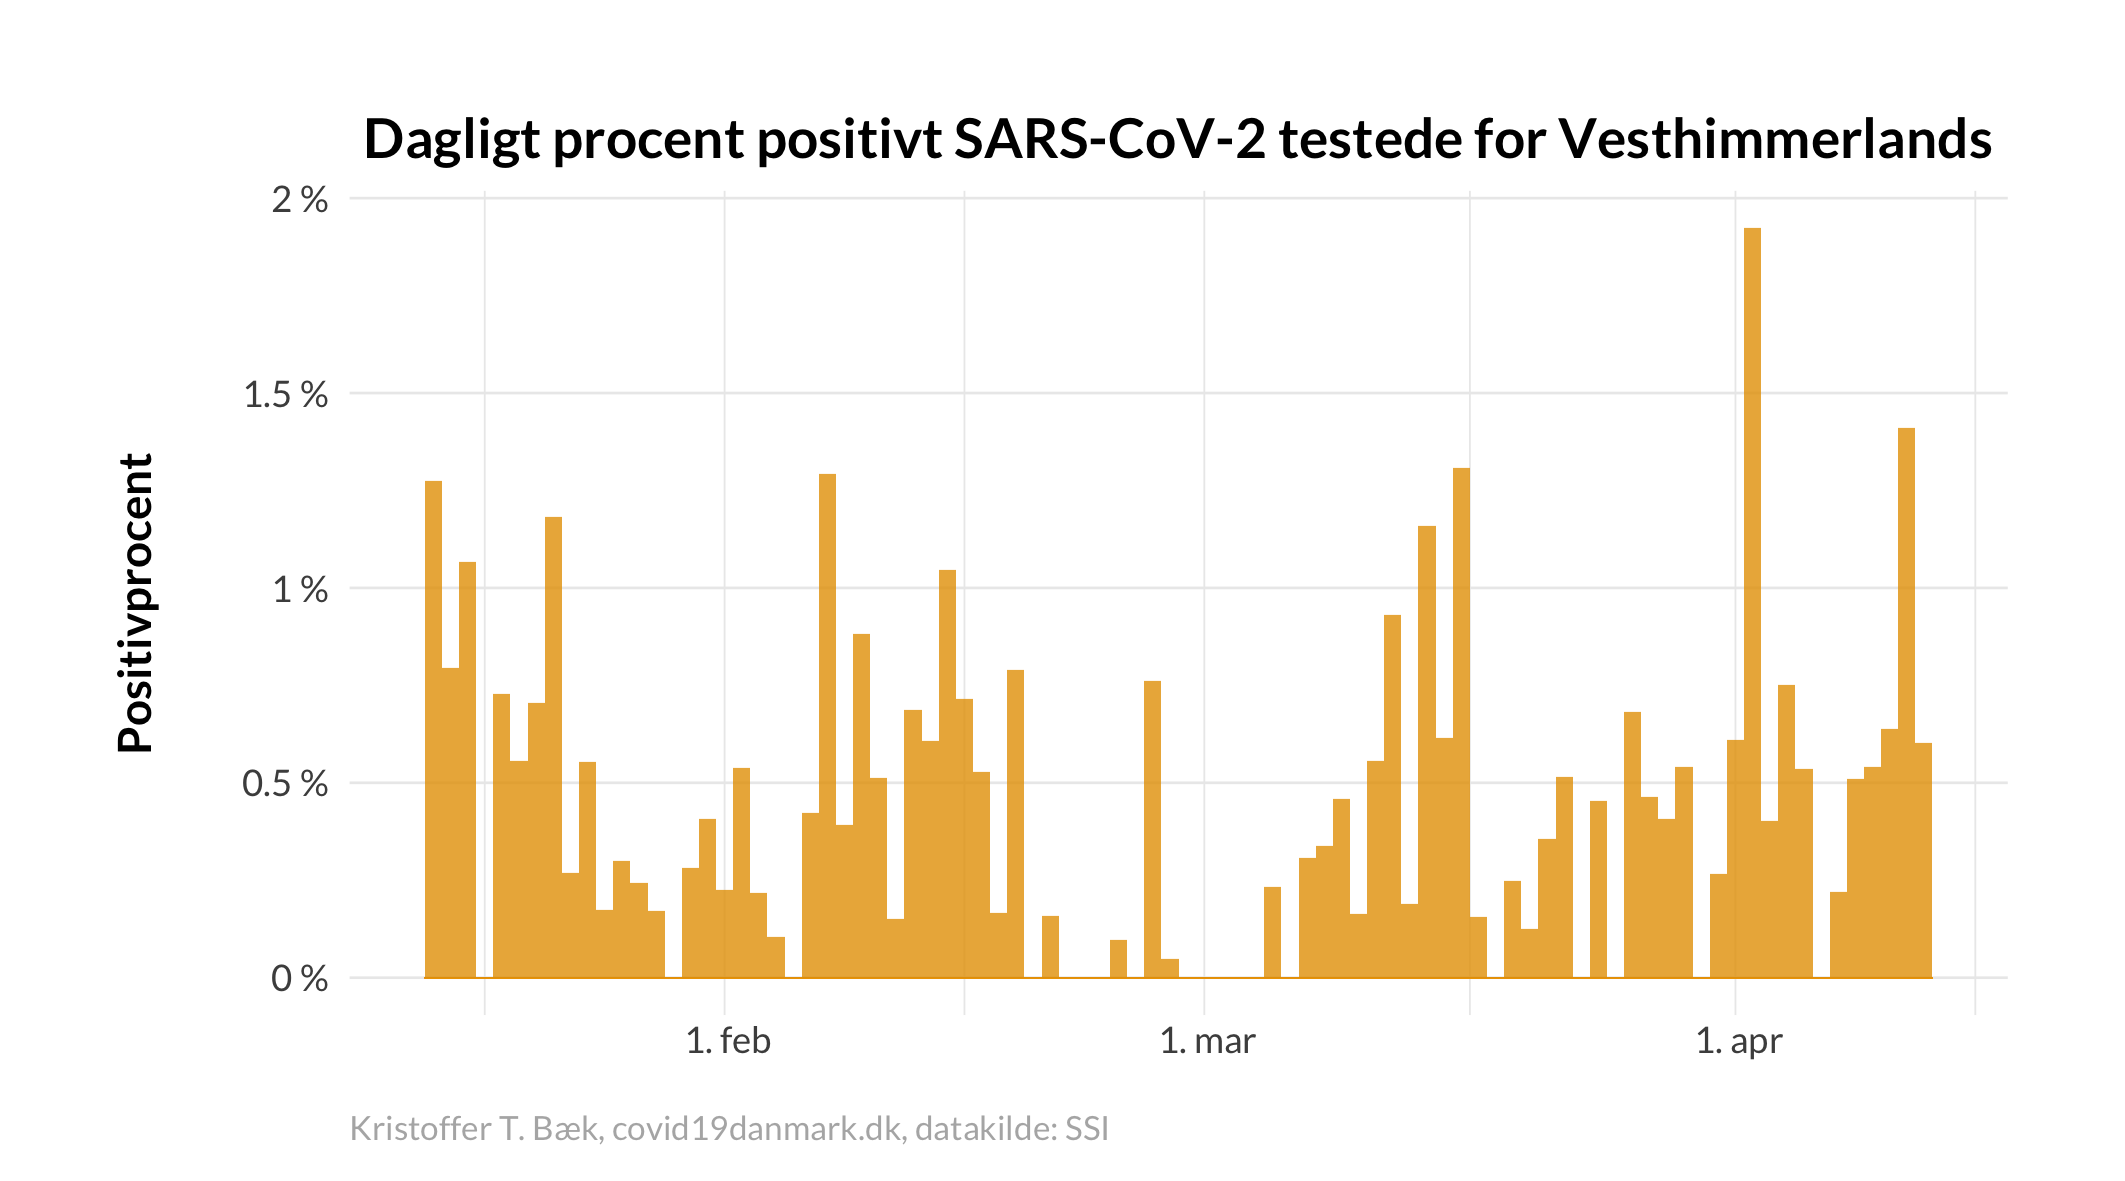 Dagligt procent positivt SARS-CoV-2 testede for Vesthimmerlands
2 %
1.5 %
1 %
0.5 %
0 %
Positivprocent
1. feb
1. mar
1. apr
Kristoffer T. Bæk, covid19danmark.dk, datakilde: SSI